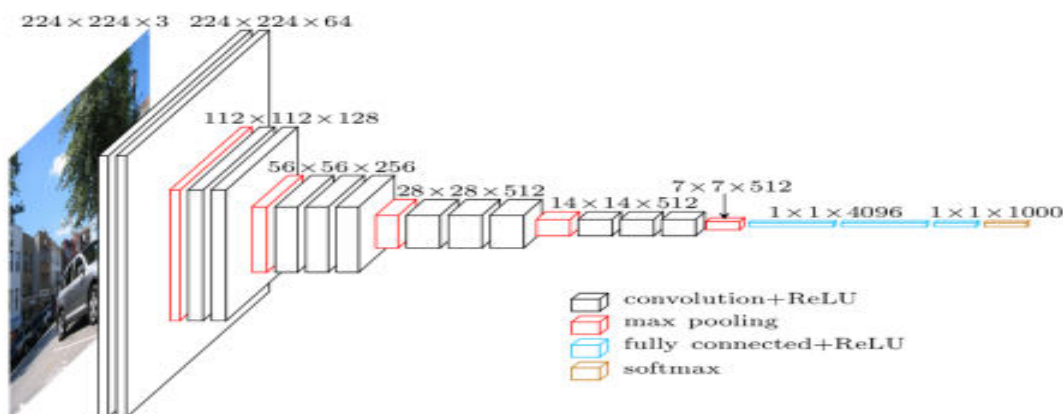 224×224×3
224×224×64
112×112×128
56×56×256
28×28×512
14×14×512
7×7×512
1×1×4096
1×1×1000
convolution+ReLU
max pooling
fully connected+ReLU
softmax